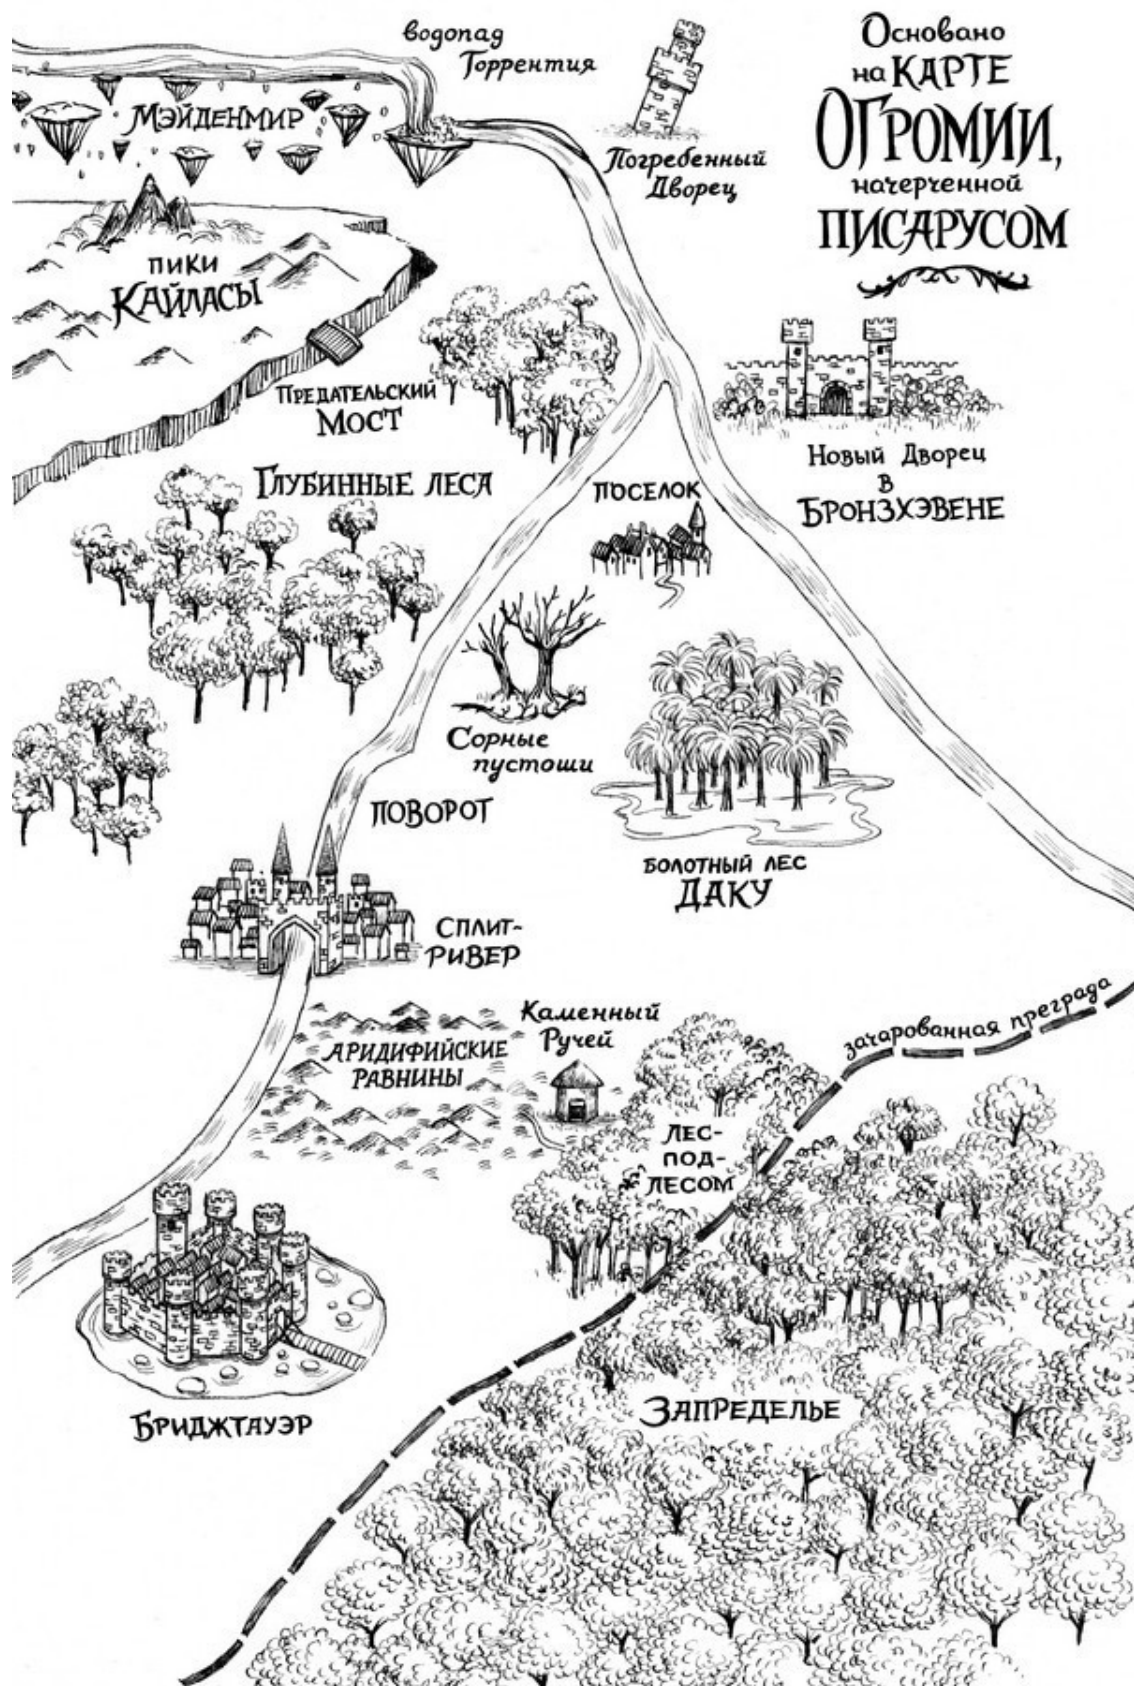 водопад
Торрентия
Основано
на КАРТЕ
ОГРОМИИ,
начерченной
ПИСАРУСОМ
МЭЙДЕНМИР
Погребенный
Дворец
ПИКИ
КАЙЛАСЫ
ПРЕДАТЕЛЬСКИЙ
МОСТ
Новый Дворец
в
БРОНЗХЭВЕНЕ
ГЛУБИННЫЕ ЛЕСА
ПОСЕЛОК
Сорные
пустоши
ПОВОРОТ
БОЛОТНЫЙ ЛЕС
ДАКУ
СПЛИТ-
РИВЕР
зачарованная преграда
Каменный
Ручей
АРИДИФИЙСКИЕ
РАВНИНЫ
ЛЕС-
ПОД-
ЛЕСОМ
БРИДЖТАУЭР
ЗАПРЕДЕЛЬЕ